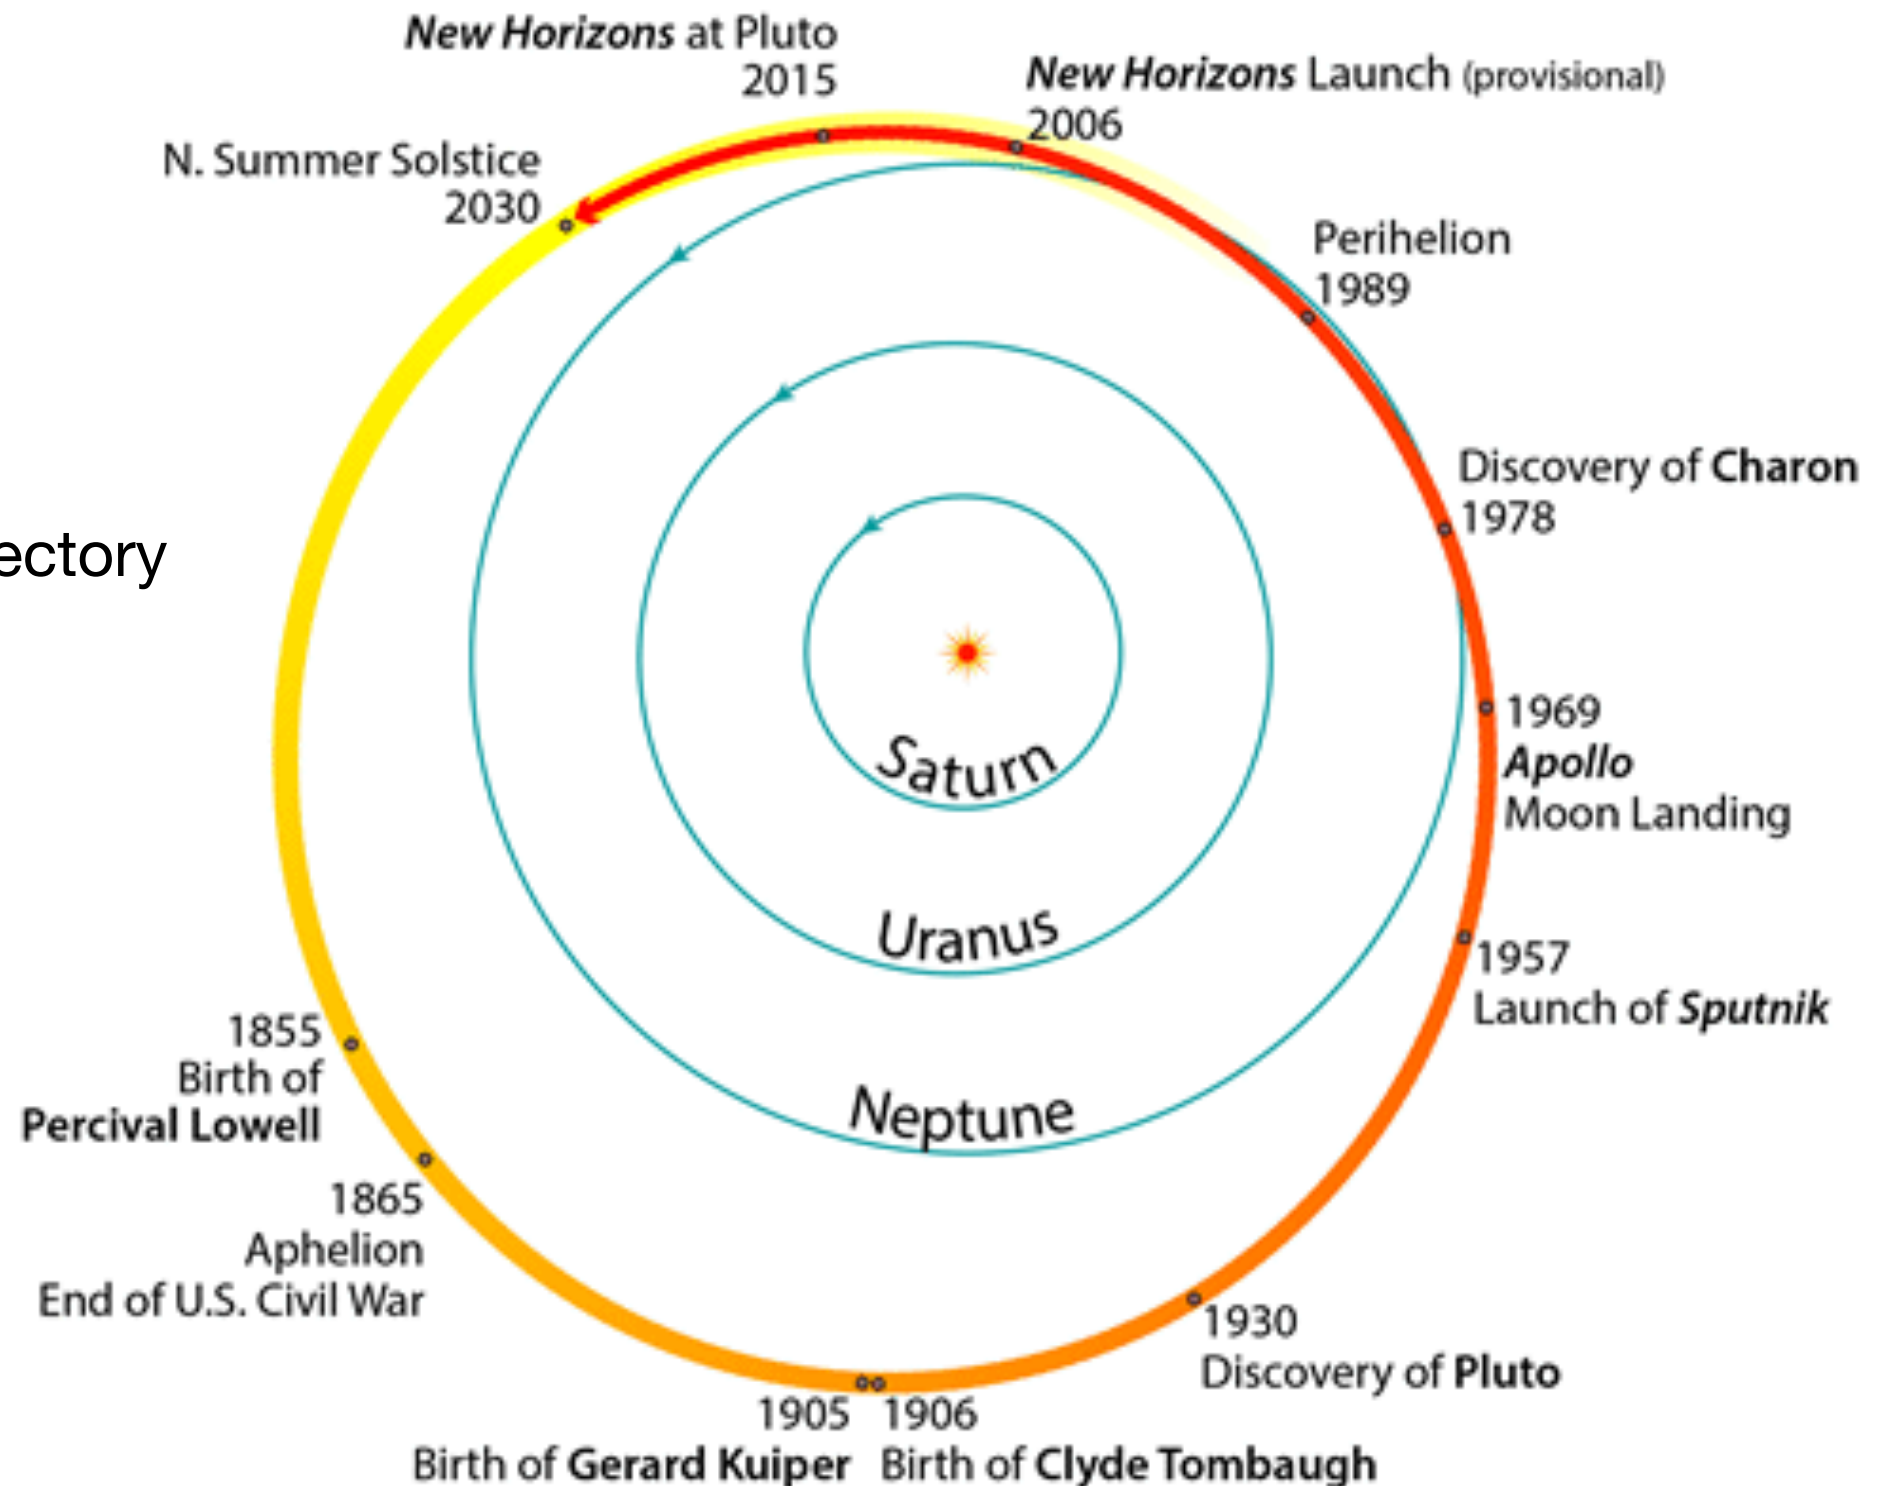 New Horizons at Pluto
2015
New Horizons Launch (provisional)
2006
N. Summer Solstice
2030
Perihelion
1989
Discovery of Charon
1978
ectory
1969
Apollo
Moon Landing
Saturn
Uranus
1957
Launch of Sputnik
Neptune
1855
Birth of
Percival Lowell
1865
Aphelion
End of U.S. Civil War
1930
Discovery of Pluto
1905
Birth of Gerard Kuiper
1906
Birth of Clyde Tombaugh